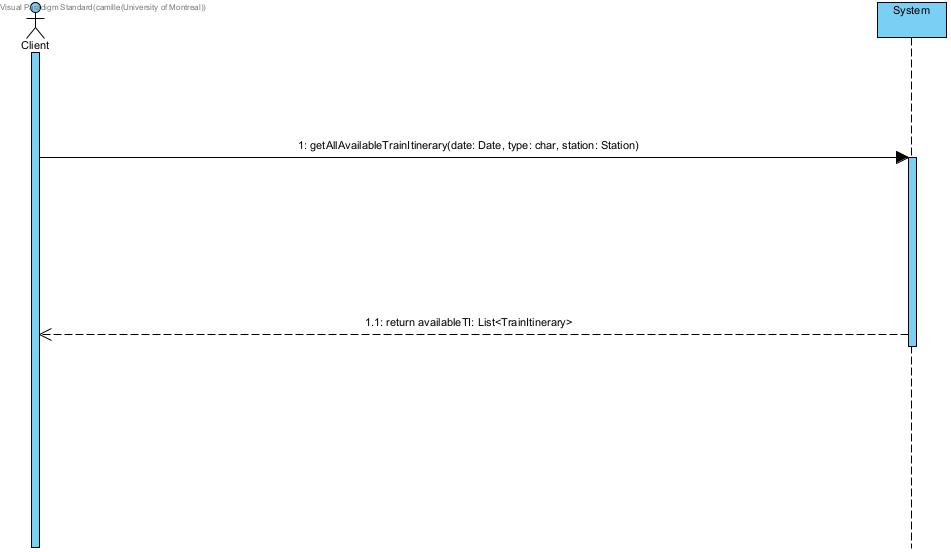 Visual Paradigm Standard(camille(University of Montreal))
System
Client
1: getAllAvailableTrainItinerary(date: Date, type: char, station: Station)
1.1: return availableTI: List<TrainItinerary>